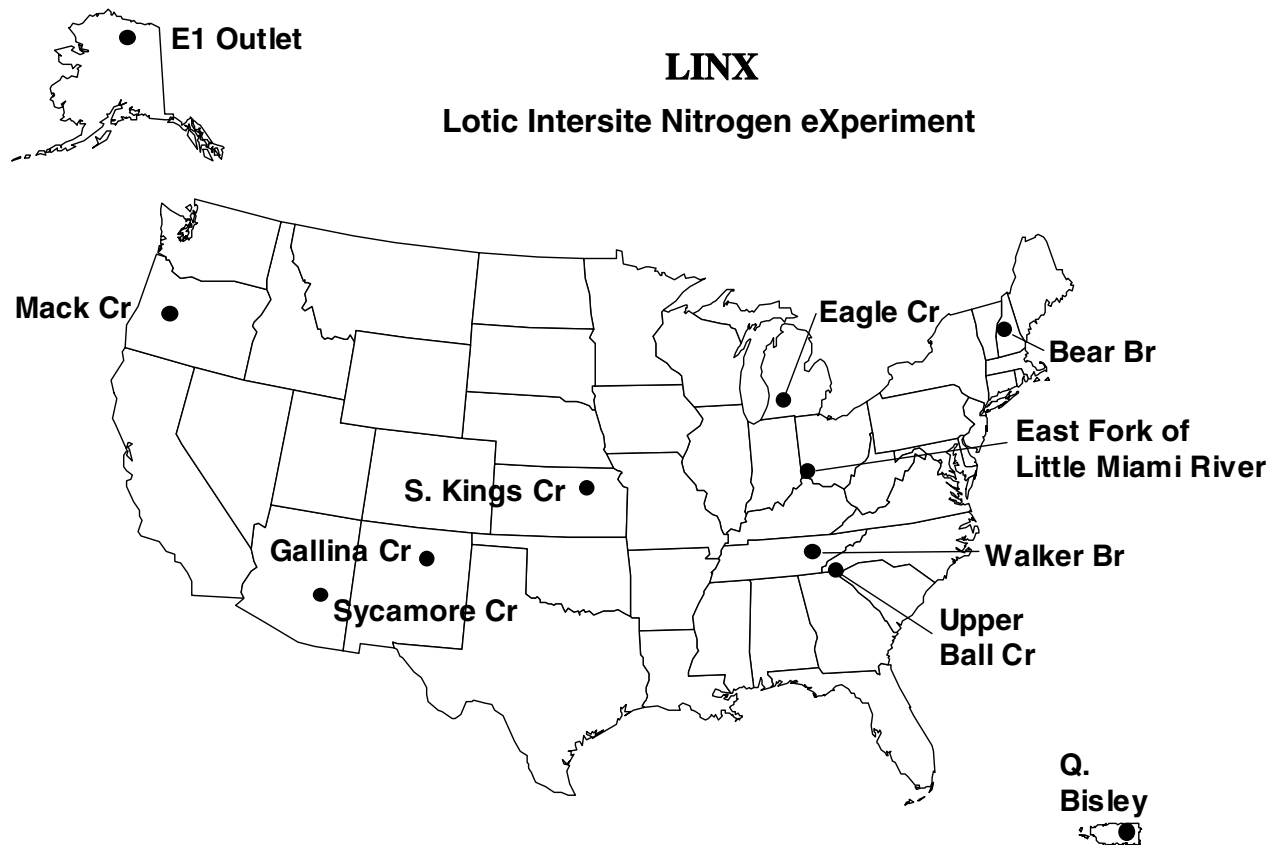 E1 Outlet
LINX
Lotic Intersite Nitrogen eXperiment
Mack Cr
Eagle Cr
Bear Br
East Fork of
Little Miami River
S. Kings Cr
Gallina Cr
Walker Br
Sycamore Cr
Upper
Ball Cr
Q.
Bisley